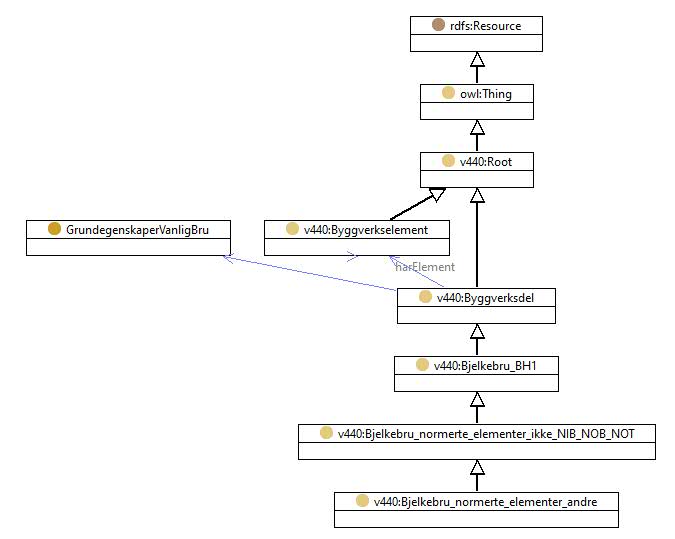 rdfs:Resource
owl:Thing
v440:Root
GrundegenskaperVanligBru
v440:Byggverkselement
harElement
v440:Byggverksdel
v440:Bjelkebru_BH1
v440:Bjelkebru_normerte_elementer_ikke_NIB_NOB_NOT
v440:Bjelkebru_normerte_elementer_andre